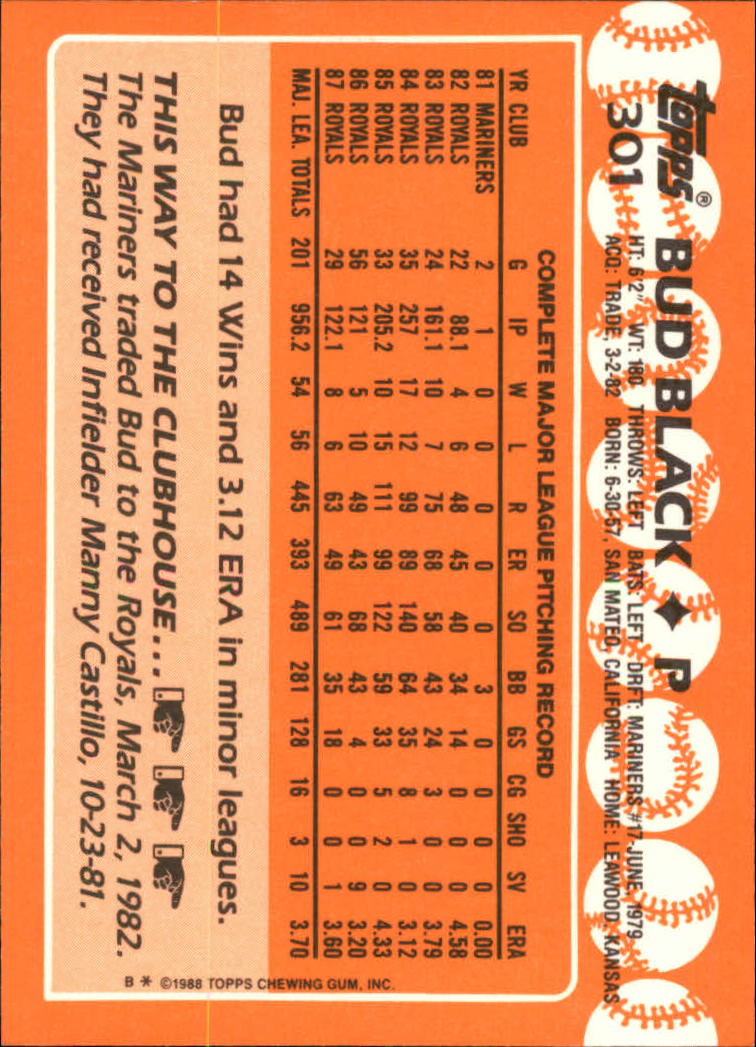 topps® BUD BLACK ✦ P
301 HT: 6'2" WT: 180 THROWS: LEFT BATS: LEFT DRFT: MARINERS #17-JUNE, 1979
ACQ: TRADE, 3-2-82 BORN: 6-30-57, SAN MATEO, CALIFORNIA HOME: LEAWOOD, KANSAS
COMPLETE MAJOR LEAGUE PITCHING RECORD
YR CLUB G IP W L R ER SO BB GS CG SHO SV ERA
81 MARINERS 2 1 0 0 0 0 0 3 0 0 0 0 0.00
82 ROYALS 22 88.1 4 6 48 45 40 34 14 0 0 0 4.58
83 ROYALS 24 161.1 10 7 75 68 58 43 24 3 0 0 3.79
84 ROYALS 35 257 17 12 99 89 140 64 35 8 1 0 3.12
85 ROYALS 33 205.2 10 15 111 99 122 59 33 5 2 0 4.33
86 ROYALS 56 121 5 10 49 43 68 43 4 0 0 9 3.20
87 ROYALS 29 122.1 8 6 63 49 61 35 18 0 0 1 3.60
MAJ. LEA. TOTALS 201 956.2 54 56 445 393 489 281 128 16 3 10 3.70
Bud had 14 Wins and 3.12 ERA in minor leagues.
THIS WAY TO THE CLUBHOUSE...
The Mariners traded Bud to the Royals, March 2, 1982.
They had received Infielder Manny Castillo, 10-23-81.
B * ©1988 TOPPS CHEWING GUM, INC.